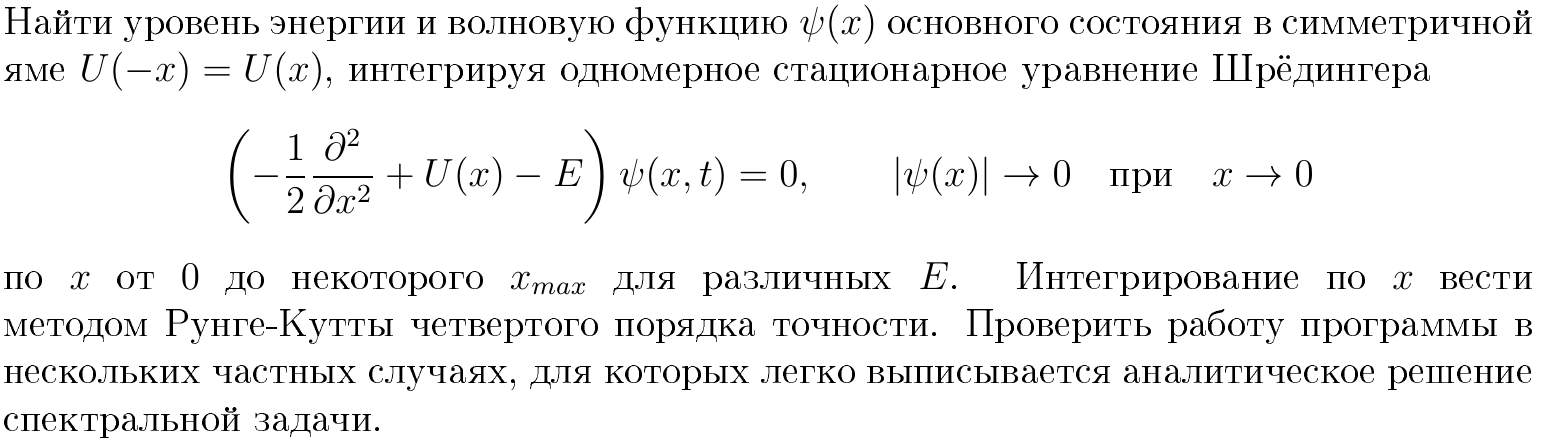 Найти уровень энергии и волновую функцию ψ(x) основного состояния в симметричной
яме U(−x) = U(x), интегрируя одномерное стационарное уравнение Шрёдингера
(−1/2 ∂²/∂x² + U(x) − E) ψ(x, t) = 0, |ψ(x)| → 0 при x → 0
по x от 0 до некоторого x_max для различных E. Интегрирование по x вести
методом Рунге-Кутты четвертого порядка точности. Проверить работу программы в
нескольких частных случаях, для которых легко выписывается аналитическое решение
спектральной задачи.